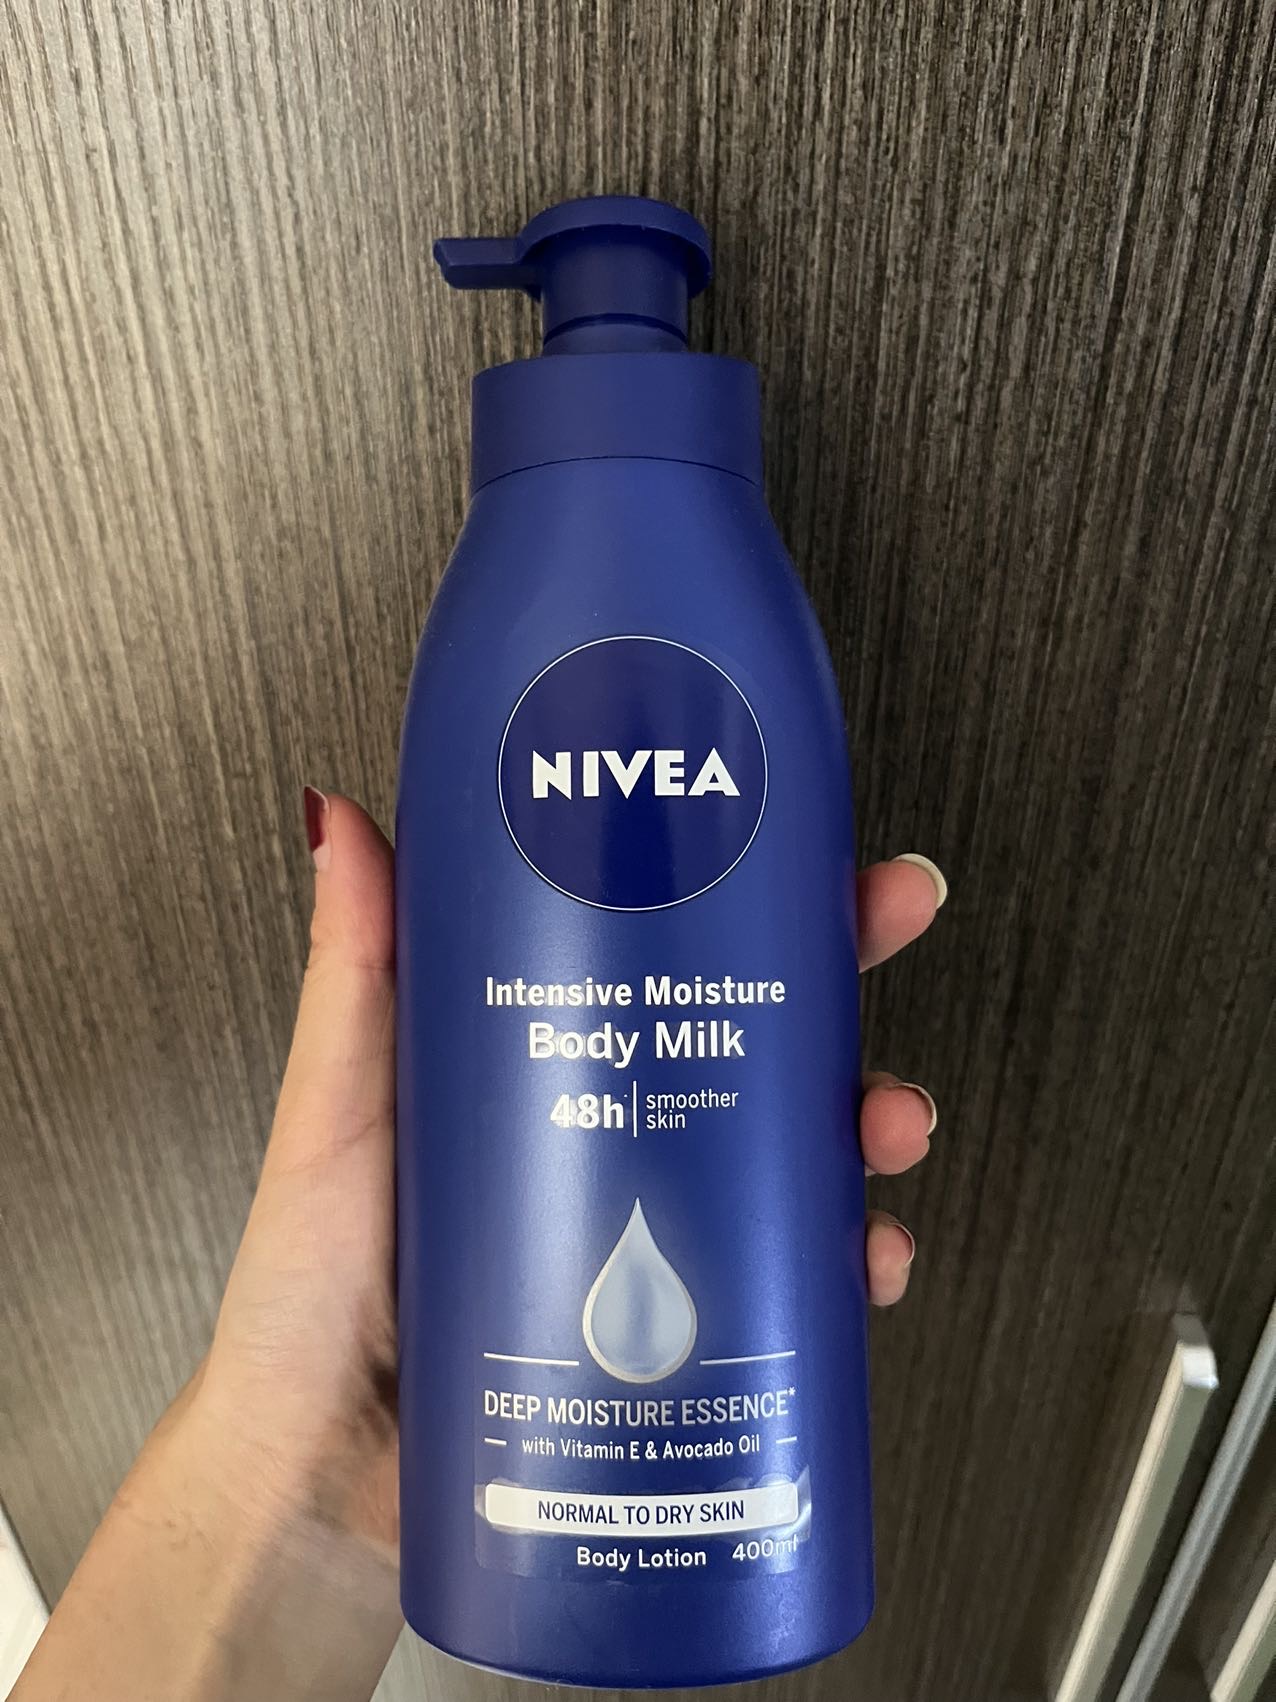 NIVEA
Intensive Moisture
Body Milk
48h smoother
skin
DEEP MOISTURE ESSENCE*
with Vitamin E & Avocado Oil
NORMAL TO DRY SKIN
Body Lotion 400ml